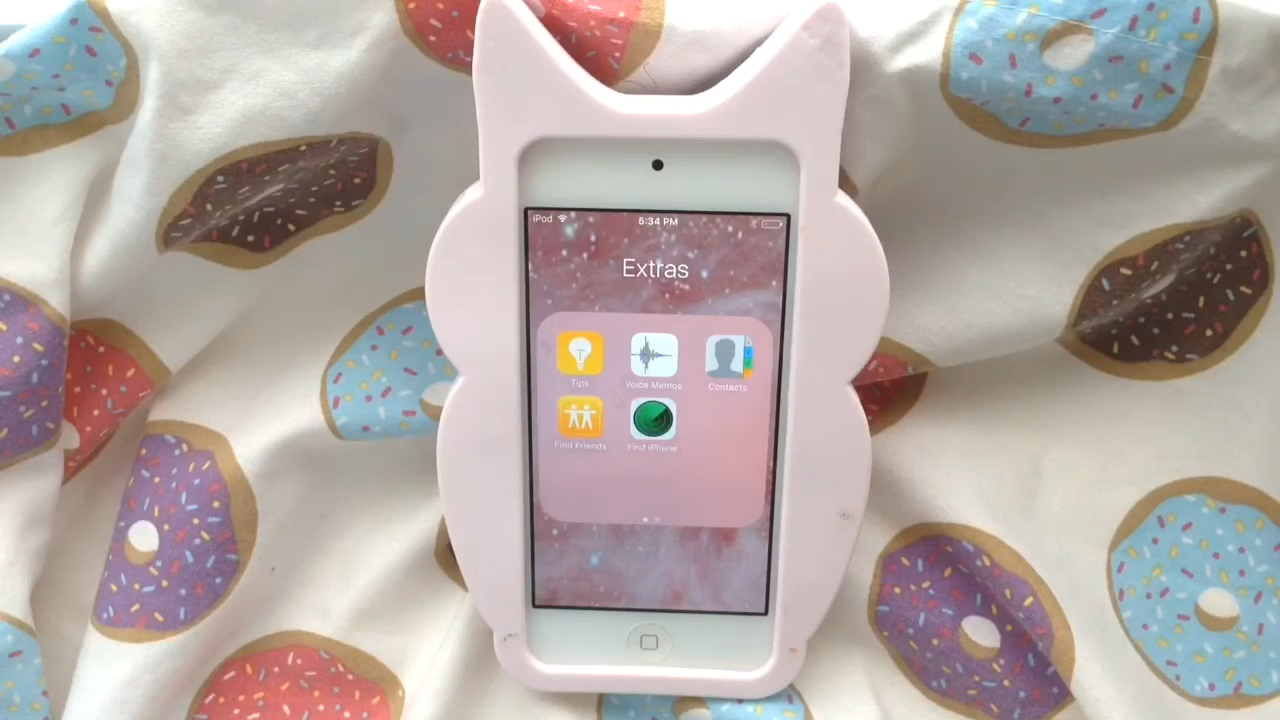 iPod 5:34 PM
Extras
Tips Voice Memos Contacts
Find Friends Find iPhone